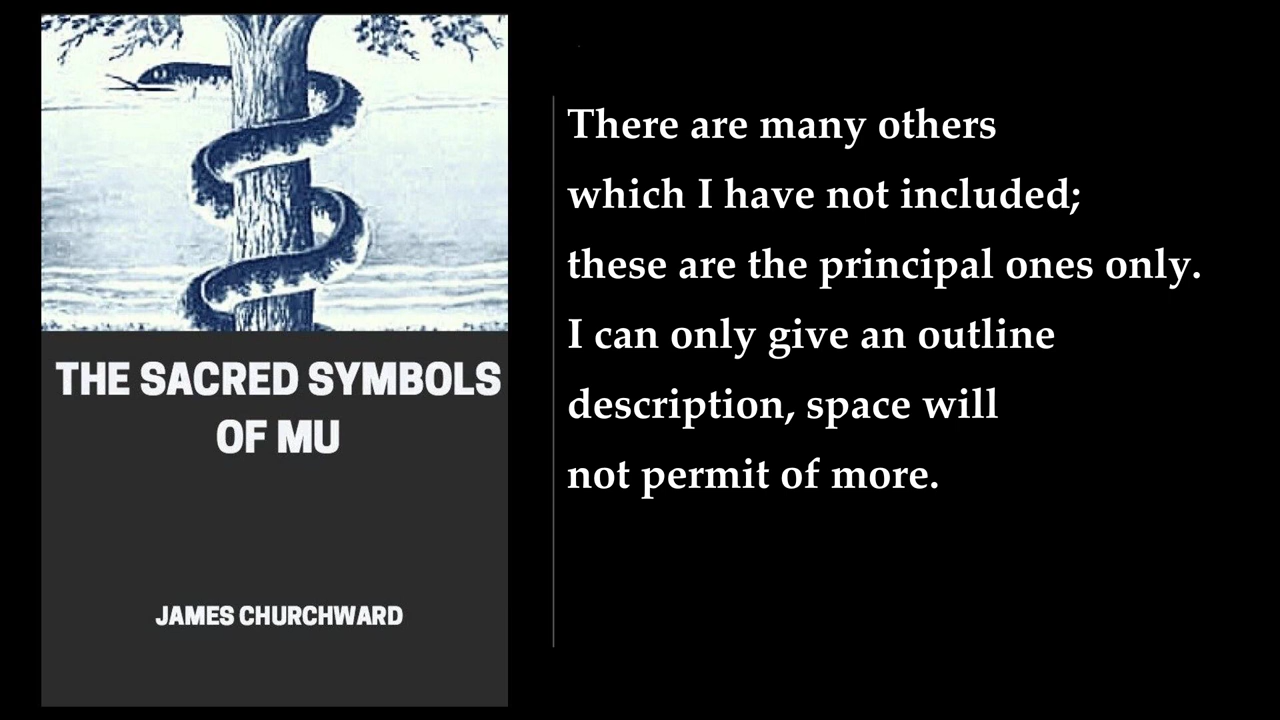 THE SACRED SYMBOLS
OF MU
JAMES CHURCHWARD
There are many others
which I have not included;
these are the principal ones only.
I can only give an outline
description, space will
not permit of more.